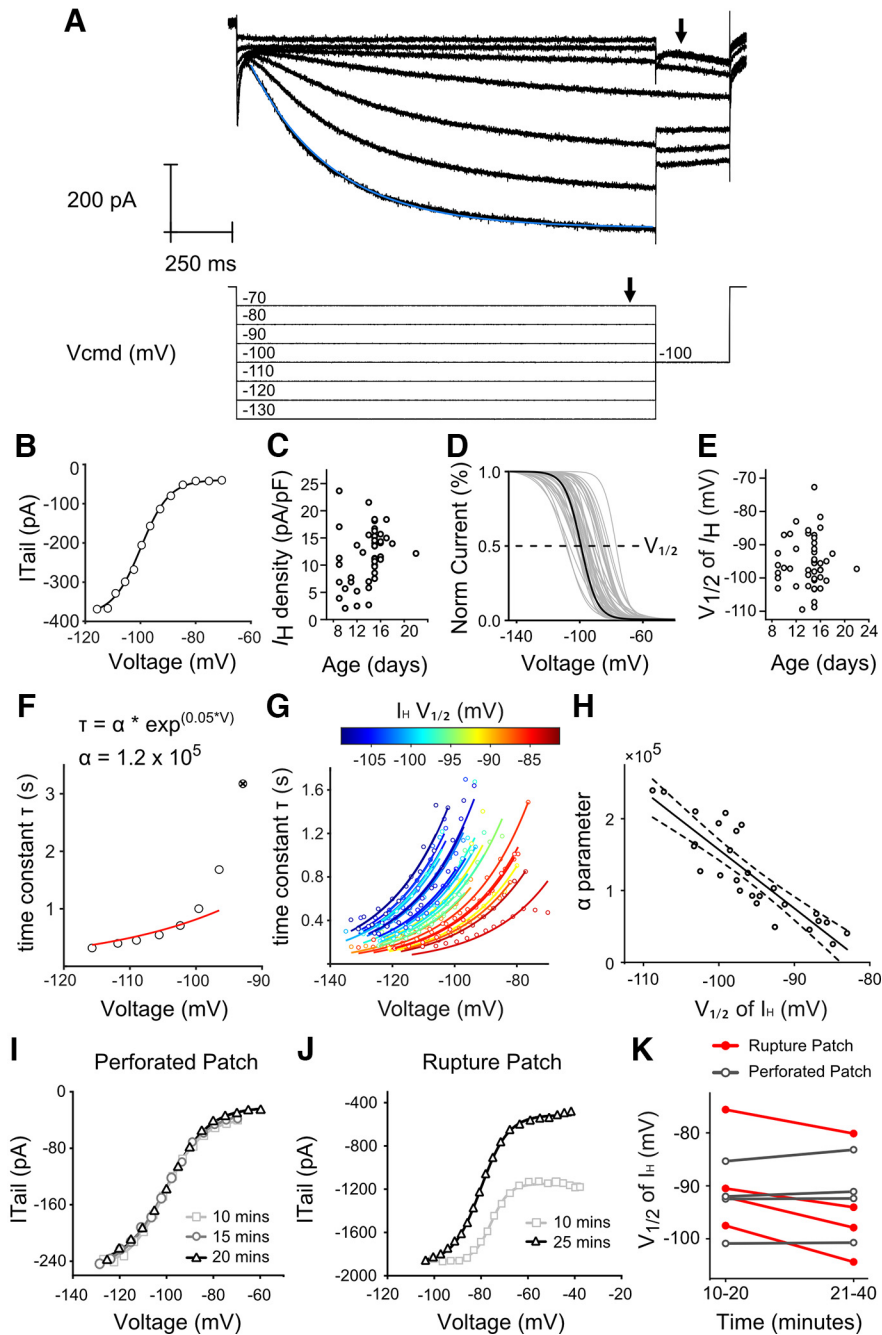 A
200 pA
250 ms
Vcmd (mV)
-70
-80
-90
-100
-110
-120
-130
-100
B
ITail (pA)
0
-100
-200
-300
-400
-120
-100
-80
-60
Voltage (mV)
C
IH density (pA/pF)
25
20
15
10
5
0
8
12
16
20
24
Age (days)
D
Norm Current (%)
1.0
0.5
0.0
V1/2
-140
-100
-60
Voltage (mV)
E
V1/2 of IH (mV)
-70
-80
-90
-100
-110
8
12
16
20
24
Age (days)
F
τ = α * exp(0.05*V)
α = 1.2 x 10^5
time constant τ (s)
3
2
1
-120
-110
-100
-90
Voltage (mV)
G
IH V1/2 (mV)
-105
-100
-95
-90
-85
time constant τ (s)
1.6
1.2
0.8
0.4
-140
-120
-100
-80
Voltage (mV)
H
×10^5
α parameter
2
1
0
-110
-100
-90
-80
V1/2 of IH (mV)
I
Perforated Patch
ITail (pA)
0
-80
-160
-240
10 mins
15 mins
20 mins
-140
-120
-100
-80
-60
Voltage (mV)
J
Rupture Patch
ITail (pA)
-400
-800
-1200
-1600
-2000
10 mins
25 mins
-120
-100
-80
-60
-40
-20
Voltage (mV)
K
Rupture Patch
Perforated Patch
V1/2 of IH (mV)
-80
-90
-100
10-20
21-40
Time (minutes)